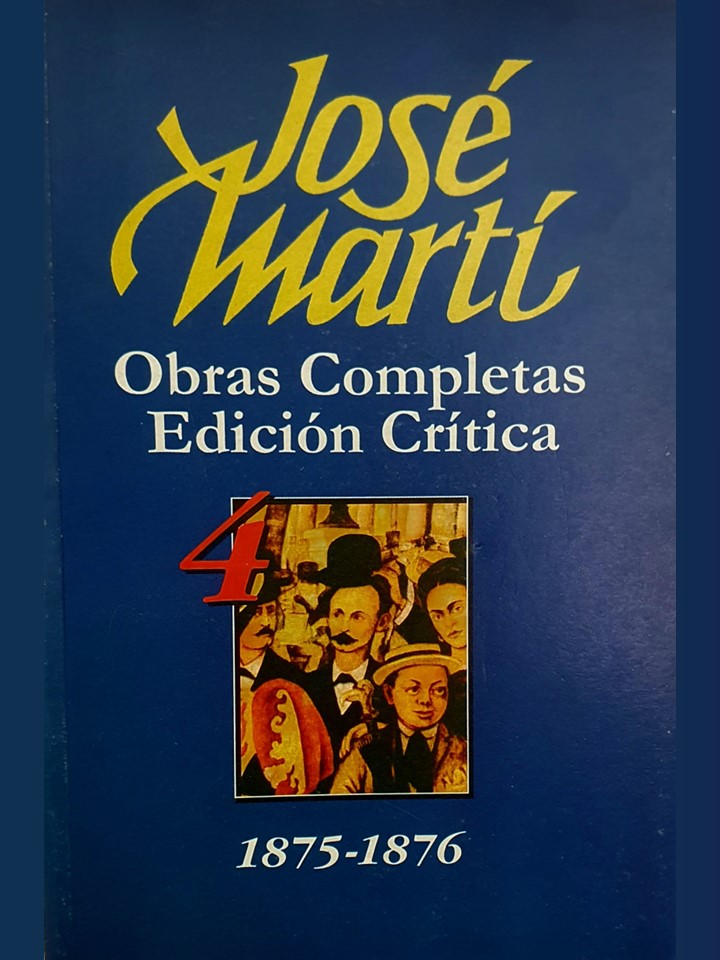 José
Martí
Obras Completas
Edición Crítica
4
1875-1876